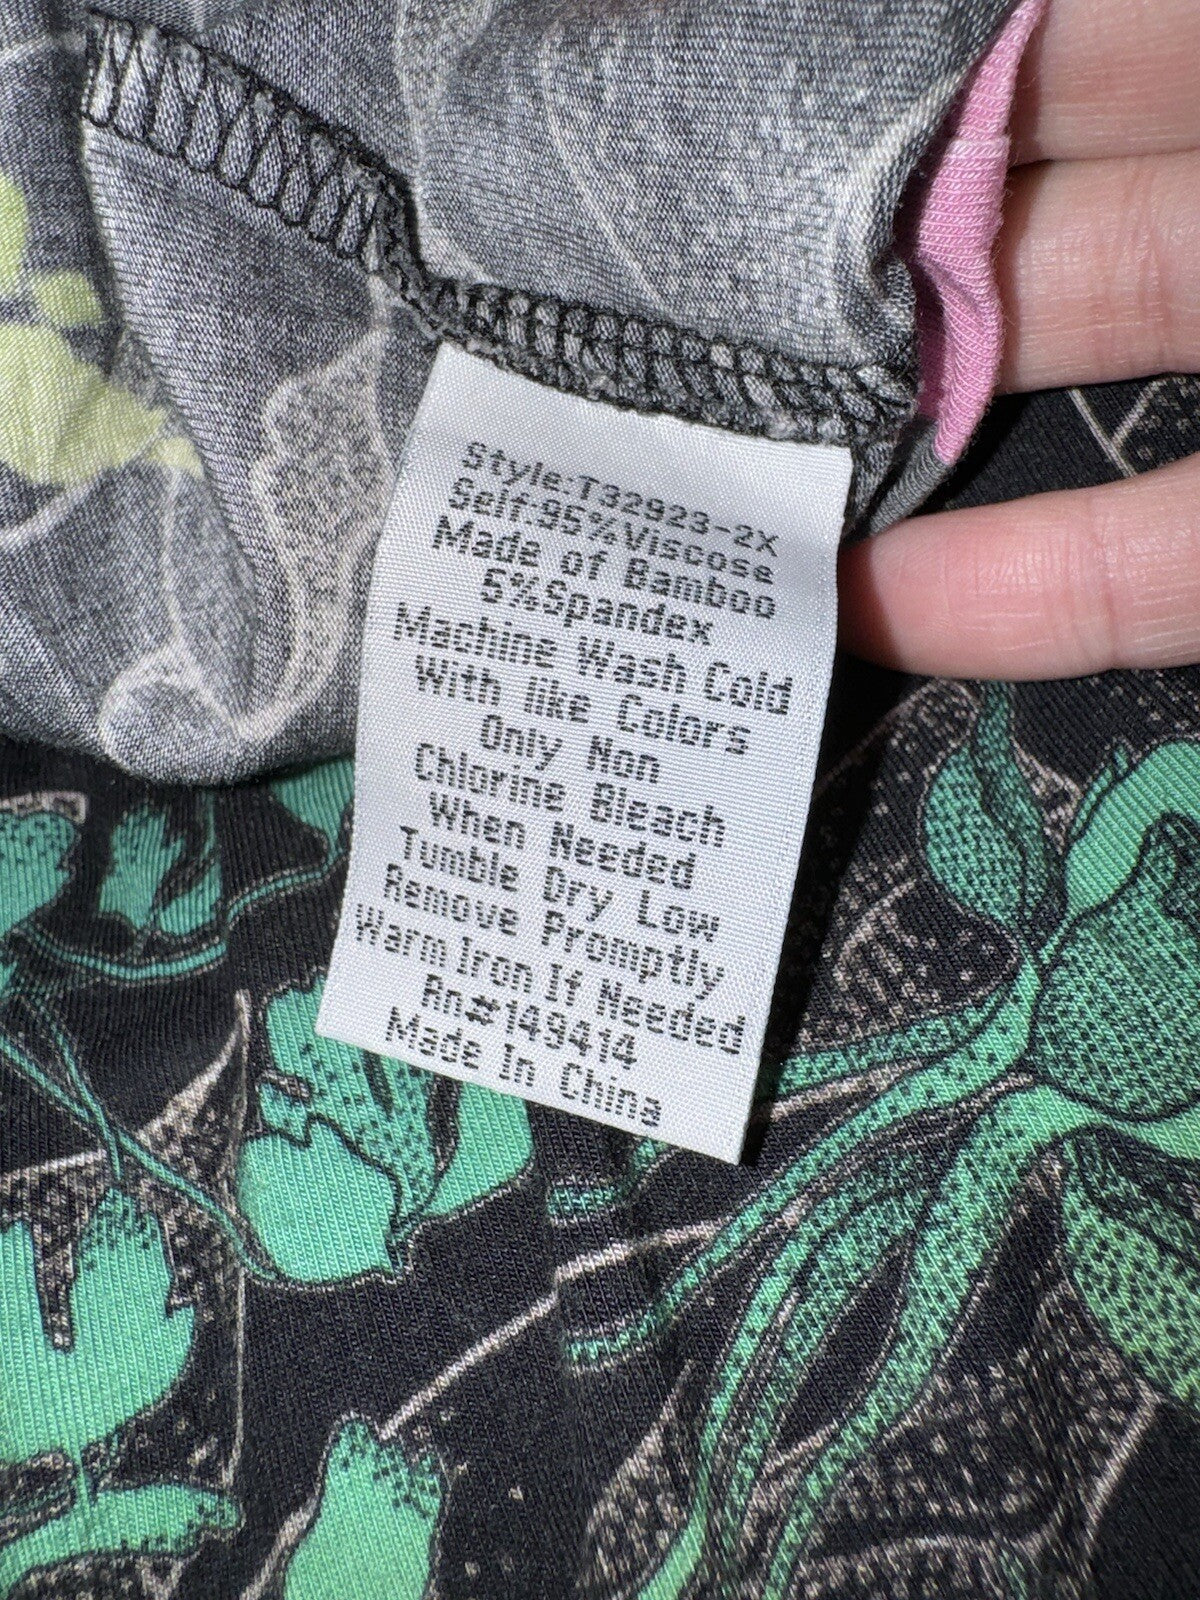 Style:T32923-2X
Self:95%Viscose
Made of Bamboo
5%Spandex
Machine Wash Cold
With like Colors
Only Non
Chlorine Bleach
When Needed
Tumble Dry Low
Remove Promptly
Warm Iron If Needed
Rn#149414
Made In China